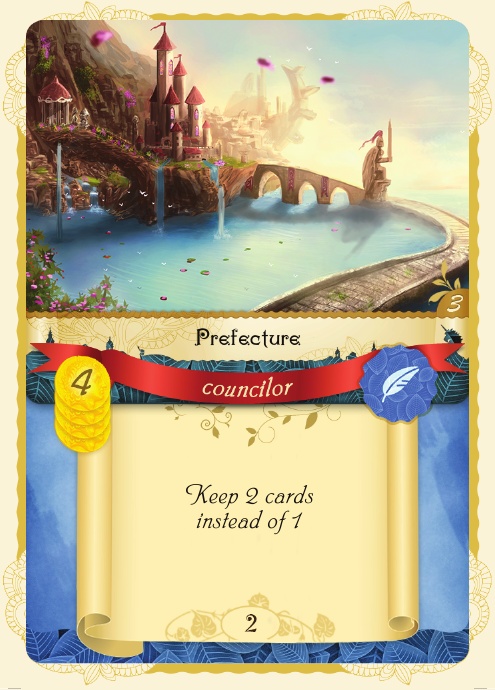 3
Prefecture
councilor
4
Keep 2 cards
instead of 1
2